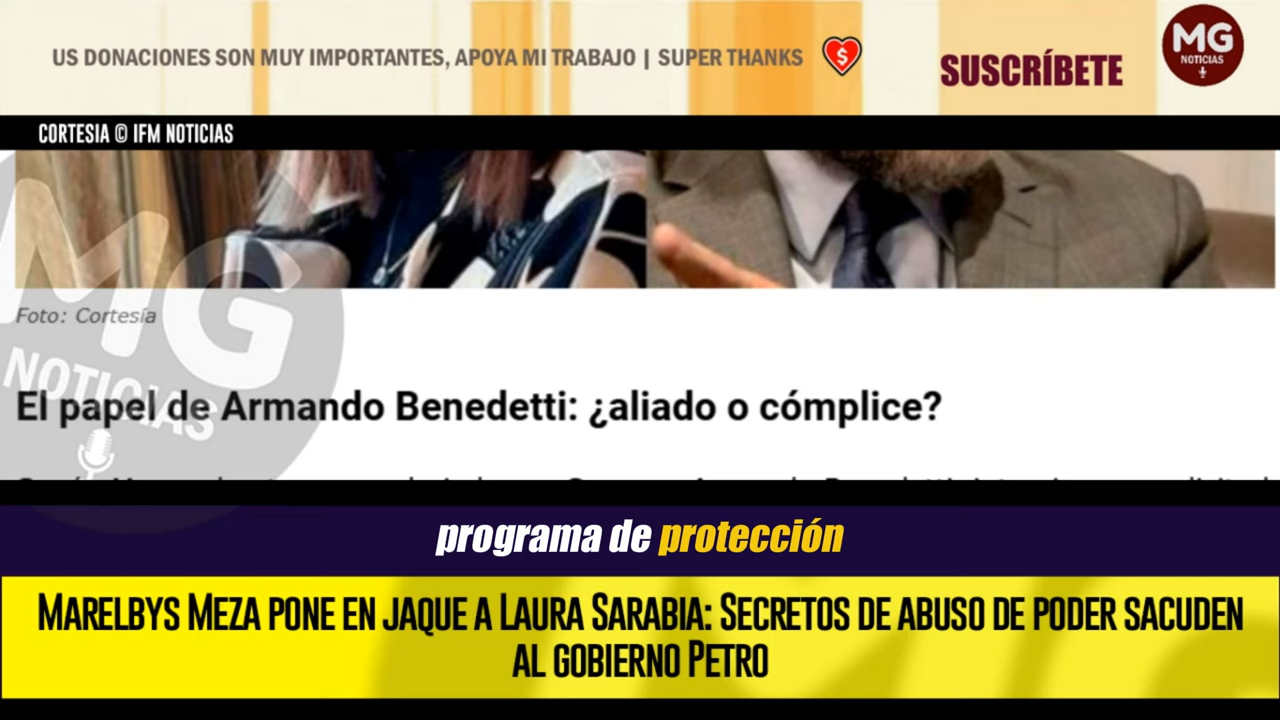 US DONACIONES SON MUY IMPORTANTES, APOYA MI TRABAJO | SUPER THANKS
SUSCRÍBETE
MG
NOTICIAS
CORTESIA © IFM NOTICIAS
MG
NOTICIAS
Foto: Cortesía
El papel de Armando Benedetti: ¿aliado o cómplice?
programa de protección
MARELBYS MEZA PONE EN JAQUE A LAURA SARABIA: SECRETOS DE ABUSO DE PODER SACUDEN
AL GOBIERNO PETRO